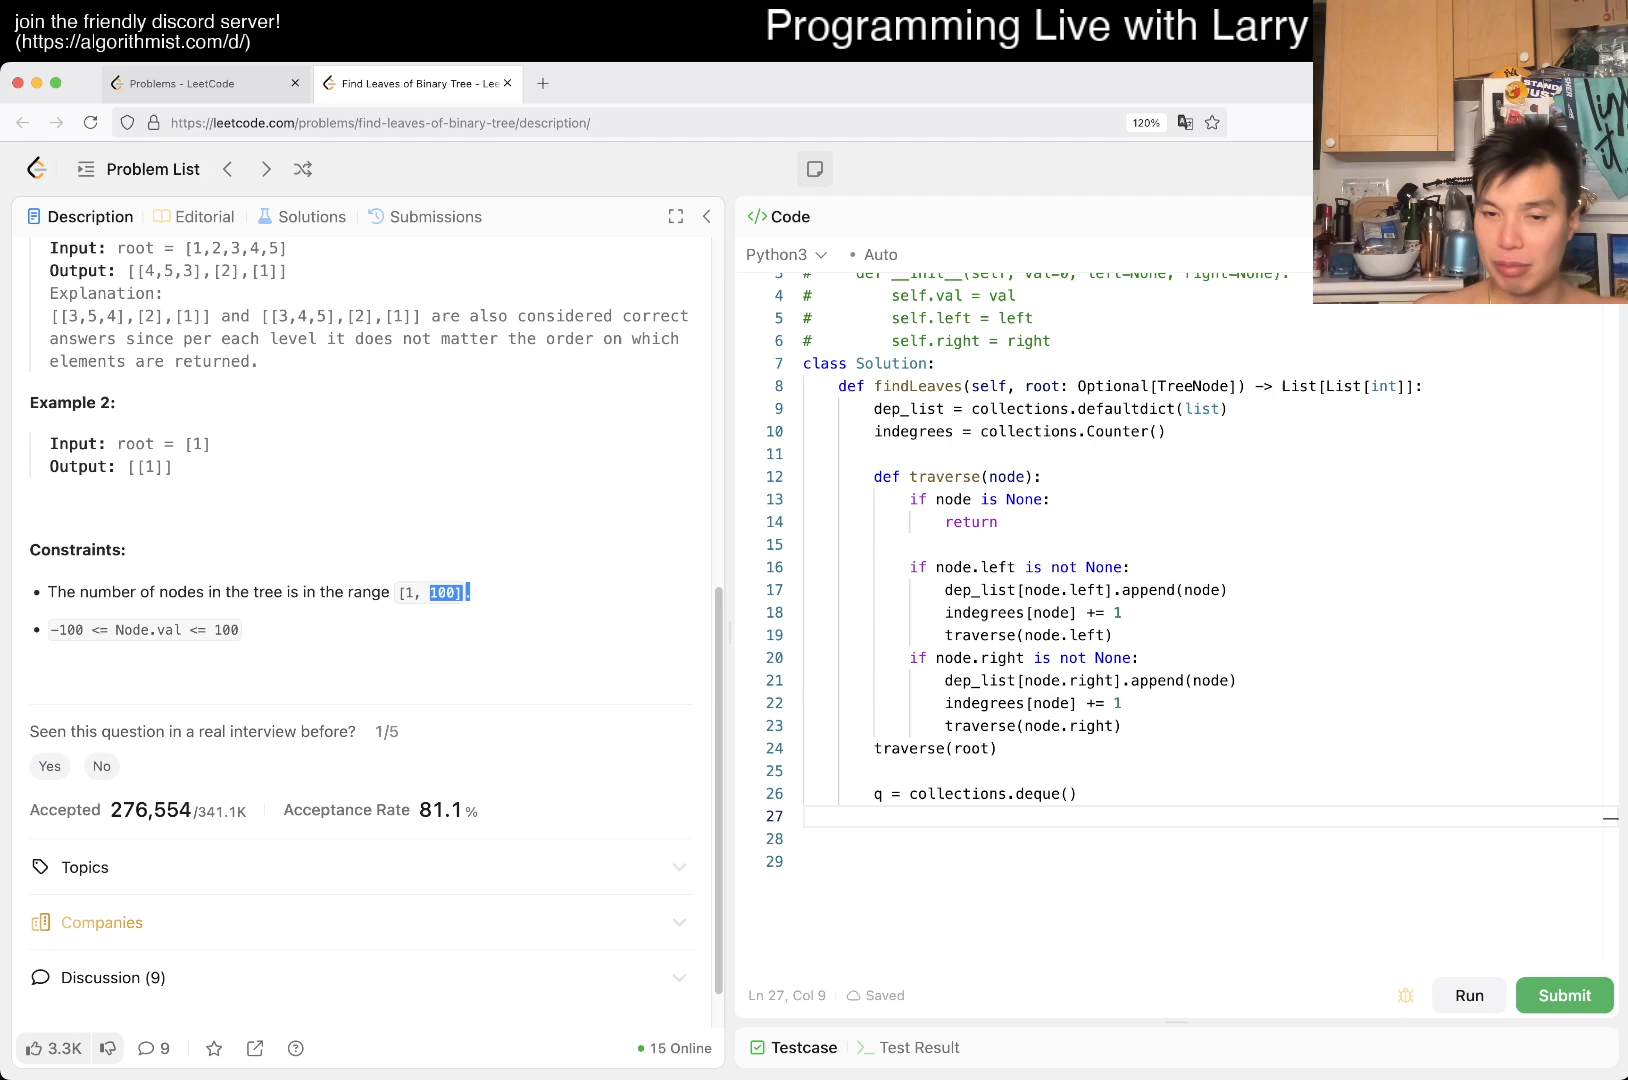 join the friendly discord server!
(https://algorithmist.com/d/)
Programming Live with Larry
Problems - LeetCode
Find Leaves of Binary Tree - Lee
https://leetcode.com/problems/find-leaves-of-binary-tree/description/
120%
Problem List
Description
Editorial
Solutions
Submissions
Input: root = [1,2,3,4,5]
Output: [[4,5,3],[2],[1]]
Explanation:
[[3,5,4],[2],[1]] and [[3,4,5],[2],[1]] are also considered correct
answers since per each level it does not matter the order on which
elements are returned.
Example 2:
Input: root = [1]
Output: [[1]]
Constraints:
• The number of nodes in the tree is in the range [1, 100].
• -100 <= Node.val <= 100
Seen this question in a real interview before? 1/5
Yes No
Accepted 276,554/341.1K Acceptance Rate 81.1 %
Topics
Companies
Discussion (9)
3.3K 9
• 15 Online
</> Code
Python3 • Auto
3 # def __init__(self, val=0, left=None, right=None):
4 # self.val = val
5 # self.left = left
6 # self.right = right
7 class Solution:
8 def findLeaves(self, root: Optional[TreeNode]) -> List[List[int]]:
9 dep_list = collections.defaultdict(list)
10 indegrees = collections.Counter()
11
12 def traverse(node):
13 if node is None:
14 return
15
16 if node.left is not None:
17 dep_list[node.left].append(node)
18 indegrees[node] += 1
19 traverse(node.left)
20 if node.right is not None:
21 dep_list[node.right].append(node)
22 indegrees[node] += 1
23 traverse(node.right)
24 traverse(root)
25
26 q = collections.deque()
27
28
29
Ln 27, Col 9 Saved
Run
Submit
Testcase
Test Result